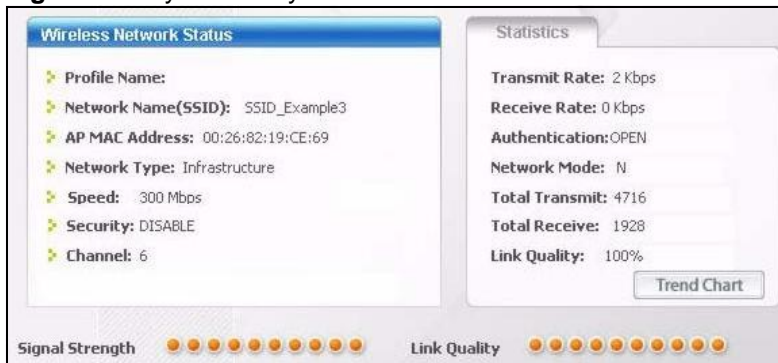 Wireless Network Status
Profile Name:
Network Name(SSID): SSID_Example3
AP MAC Address: 00:26:82:19:CE:69
Network Type: Infrastructure
Speed: 300 Mbps
Security: DISABLE
Channel: 6
Statistics
Transmit Rate: 2 Kbps
Receive Rate: 0 Kbps
Authentication:OPEN
Network Mode: N
Total Transmit: 4716
Total Receive: 1928
Link Quality: 100%
Trend Chart
Signal Strength
Link Quality